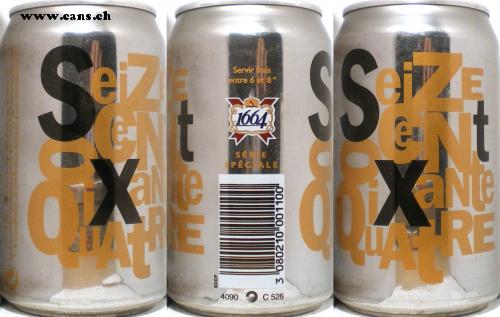 www.cans.ch
SeiZE
CENt
SOixante
QuatRE
Servir frais
entre 6 et 8°
1664
SÉRIE
SPÉCIALE
3 080210 001100
4090 C 526
SeiZE
CENt
SOixanTe
QuatRE